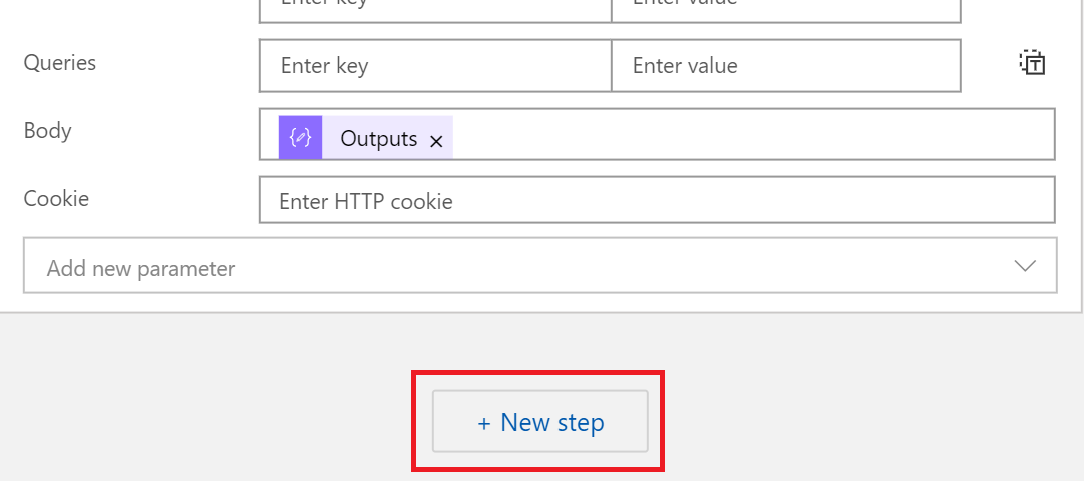 Enter key Enter value
Queries Enter key Enter value
Body Outputs ×
Cookie Enter HTTP cookie
Add new parameter
+ New step